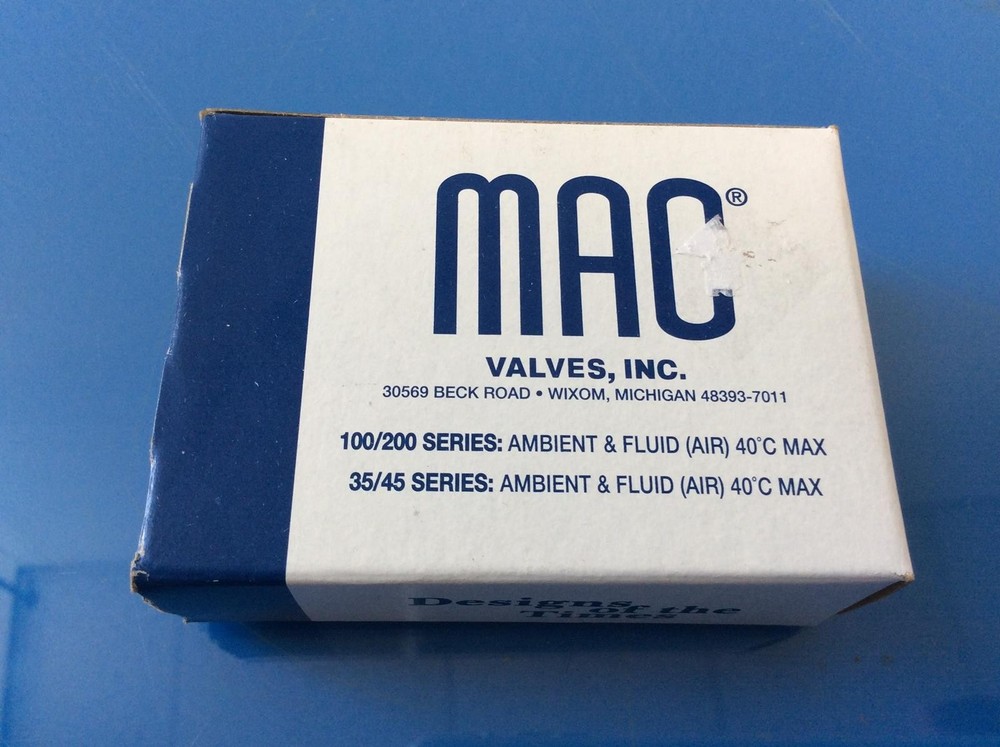 MAC®
VALVES, INC.
30569 BECK ROAD • WIXOM, MICHIGAN 48393-7011
100/200 SERIES: AMBIENT & FLUID (AIR) 40°C MAX
35/45 SERIES: AMBIENT & FLUID (AIR) 40°C MAX
Designs
of the
Times